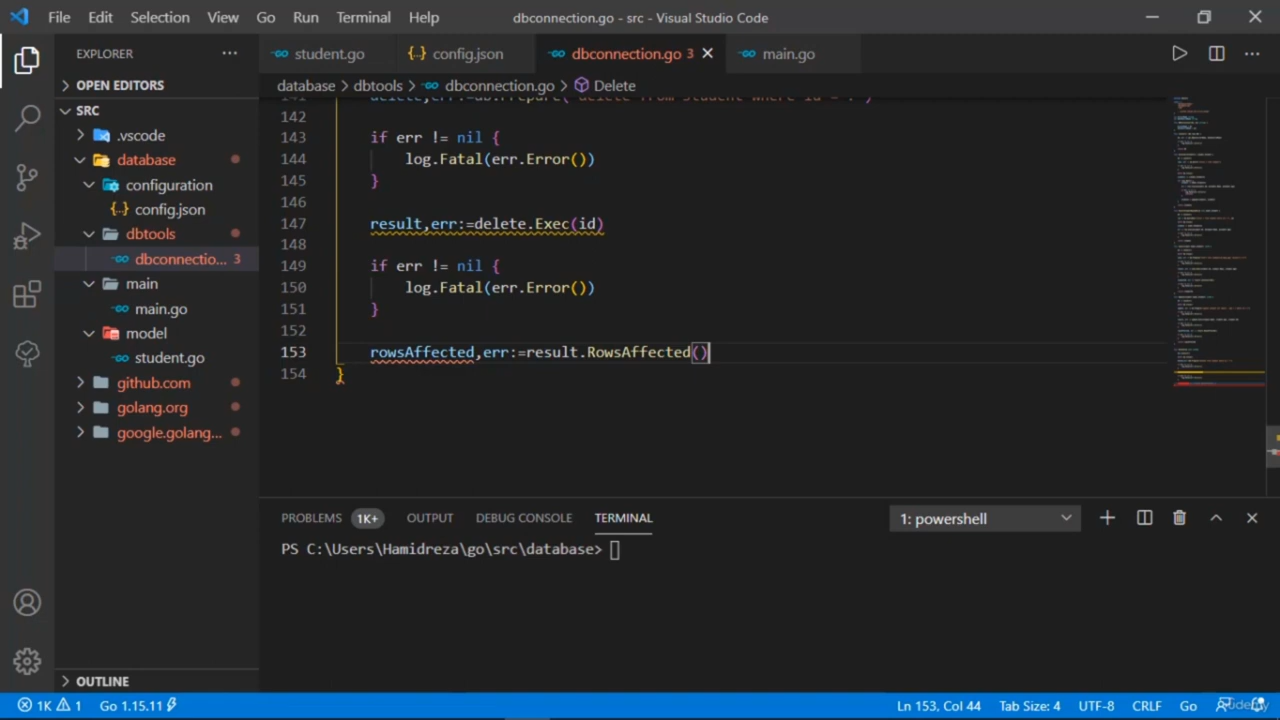 File Edit Selection View Go Run Terminal Help dbconnection.go - src - Visual Studio Code
EXPLORER ··· student.go {} config.json dbconnection.go 3 main.go ···
OPEN EDITORS
database > dbtools > dbconnection.go > Delete
SRC
.vscode
database
configuration
{..} config.json
dbtools
dbconnectio... 3
main
main.go
model
student.go
github.com
golang.org
google.golang...
OUTLINE
142
143 if err != nil {
144 log.Fatal(err.Error())
145 }
146
147 result,err:=delete.Exec(id)
148
149 if err != nil {
150 log.Fatal(err.Error())
151 }
152
153 rowsAffected,err:=result.RowsAffected()
154 }
PROBLEMS 1K+ OUTPUT DEBUG CONSOLE TERMINAL 1: powershell
PS C:\Users\Hamidreza\go\src\database>
1K 1 Go 1.15.11 Ln 153, Col 44 Tab Size: 4 UTF-8 CRLF Go